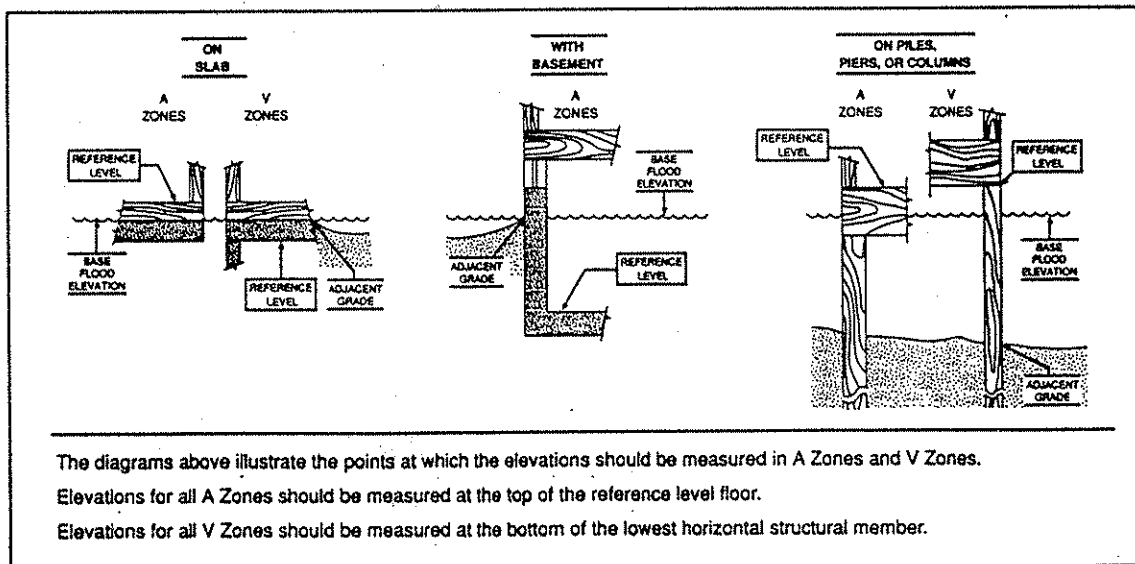 ON
SLAB
A
ZONES
V
ZONES
REFERENCE
LEVEL
BASE
FLOOD
ELEVATION
REFERENCE
LEVEL
ADJACENT
GRADE
WITH
BASEMENT
A
ZONES
BASE
FLOOD
ELEVATION
ADJACENT
GRADE
REFERENCE
LEVEL
ON PILES,
PIERS, OR COLUMNS
A
ZONES
V
ZONES
REFERENCE
LEVEL
REFERENCE
LEVEL
BASE
FLOOD
ELEVATION
ADJACENT
GRADE
The diagrams above illustrate the points at which the elevations should be measured in A Zones and V Zones.
Elevations for all A Zones should be measured at the top of the reference level floor.
Elevations for all V Zones should be measured at the bottom of the lowest horizontal structural member.